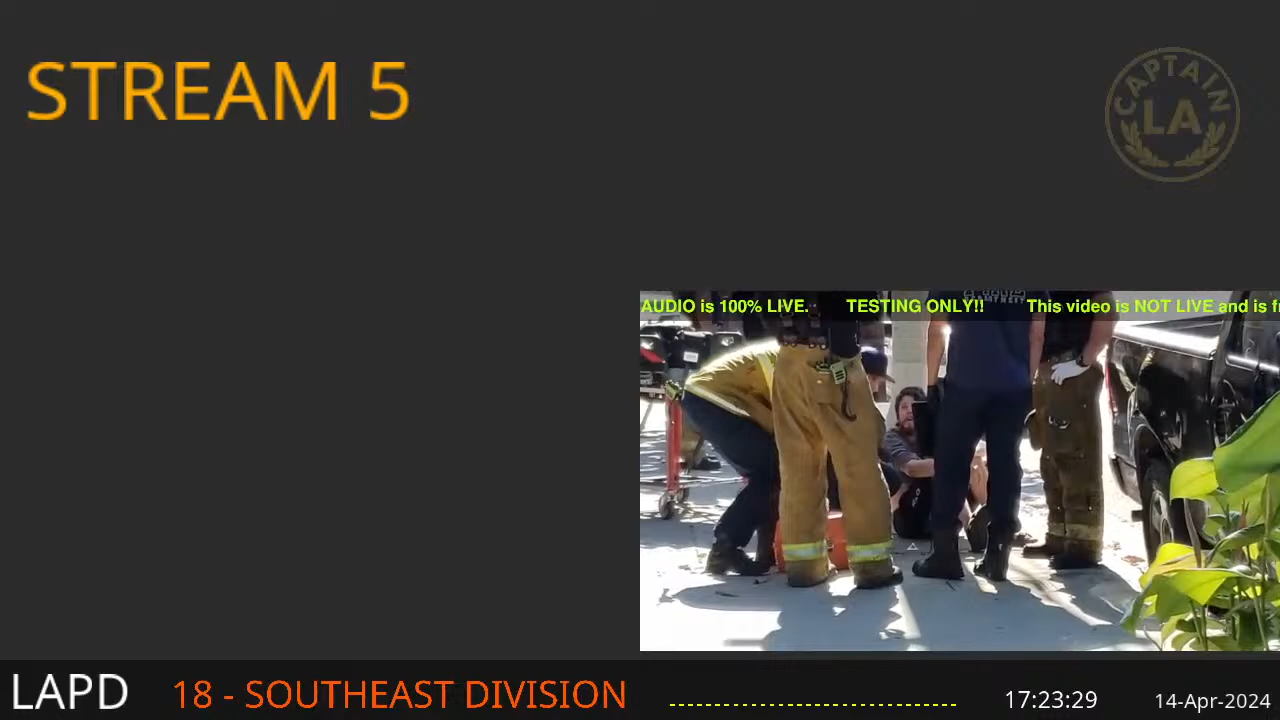 STREAM 5
CAPTAIN
LA
AUDIO is 100% LIVE. TESTING ONLY!! This video is NOT LIVE and is fr
LAPD 18 - SOUTHEAST DIVISION 17:23:29 14-Apr-2024